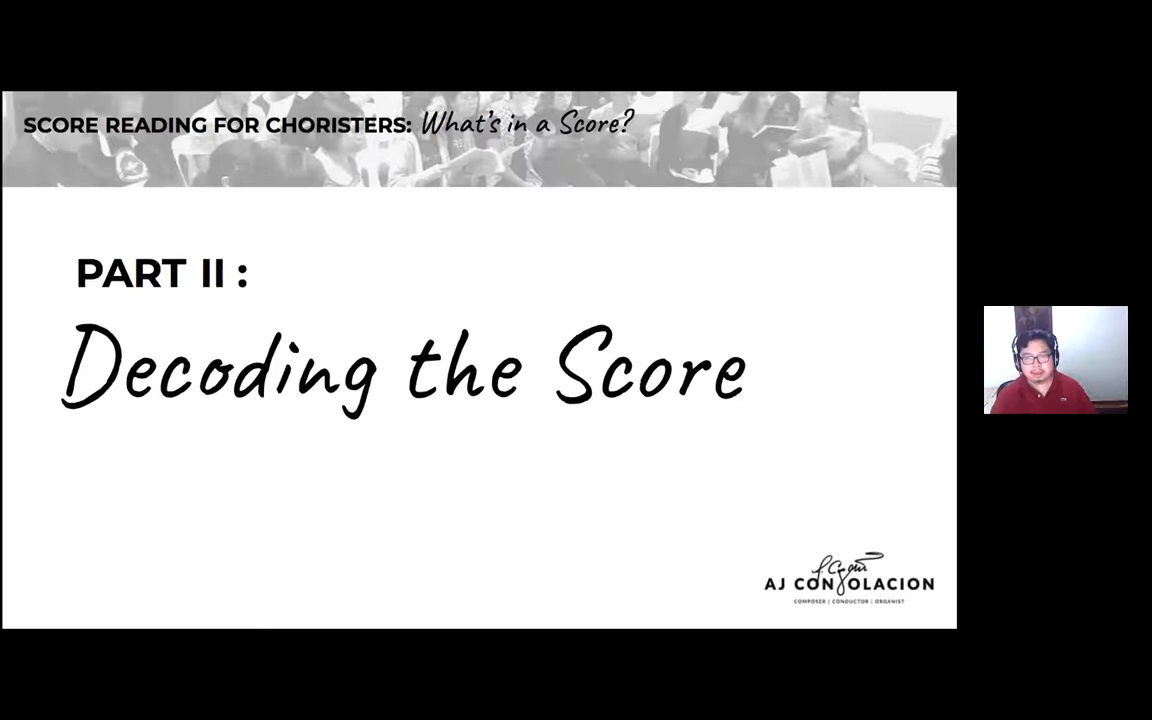 SCORE READING FOR CHORISTERS: What's in a Score?
PART II :
Decoding the Score
AJ CONSOLACION
COMPOSER | CONDUCTOR | ORGANIST